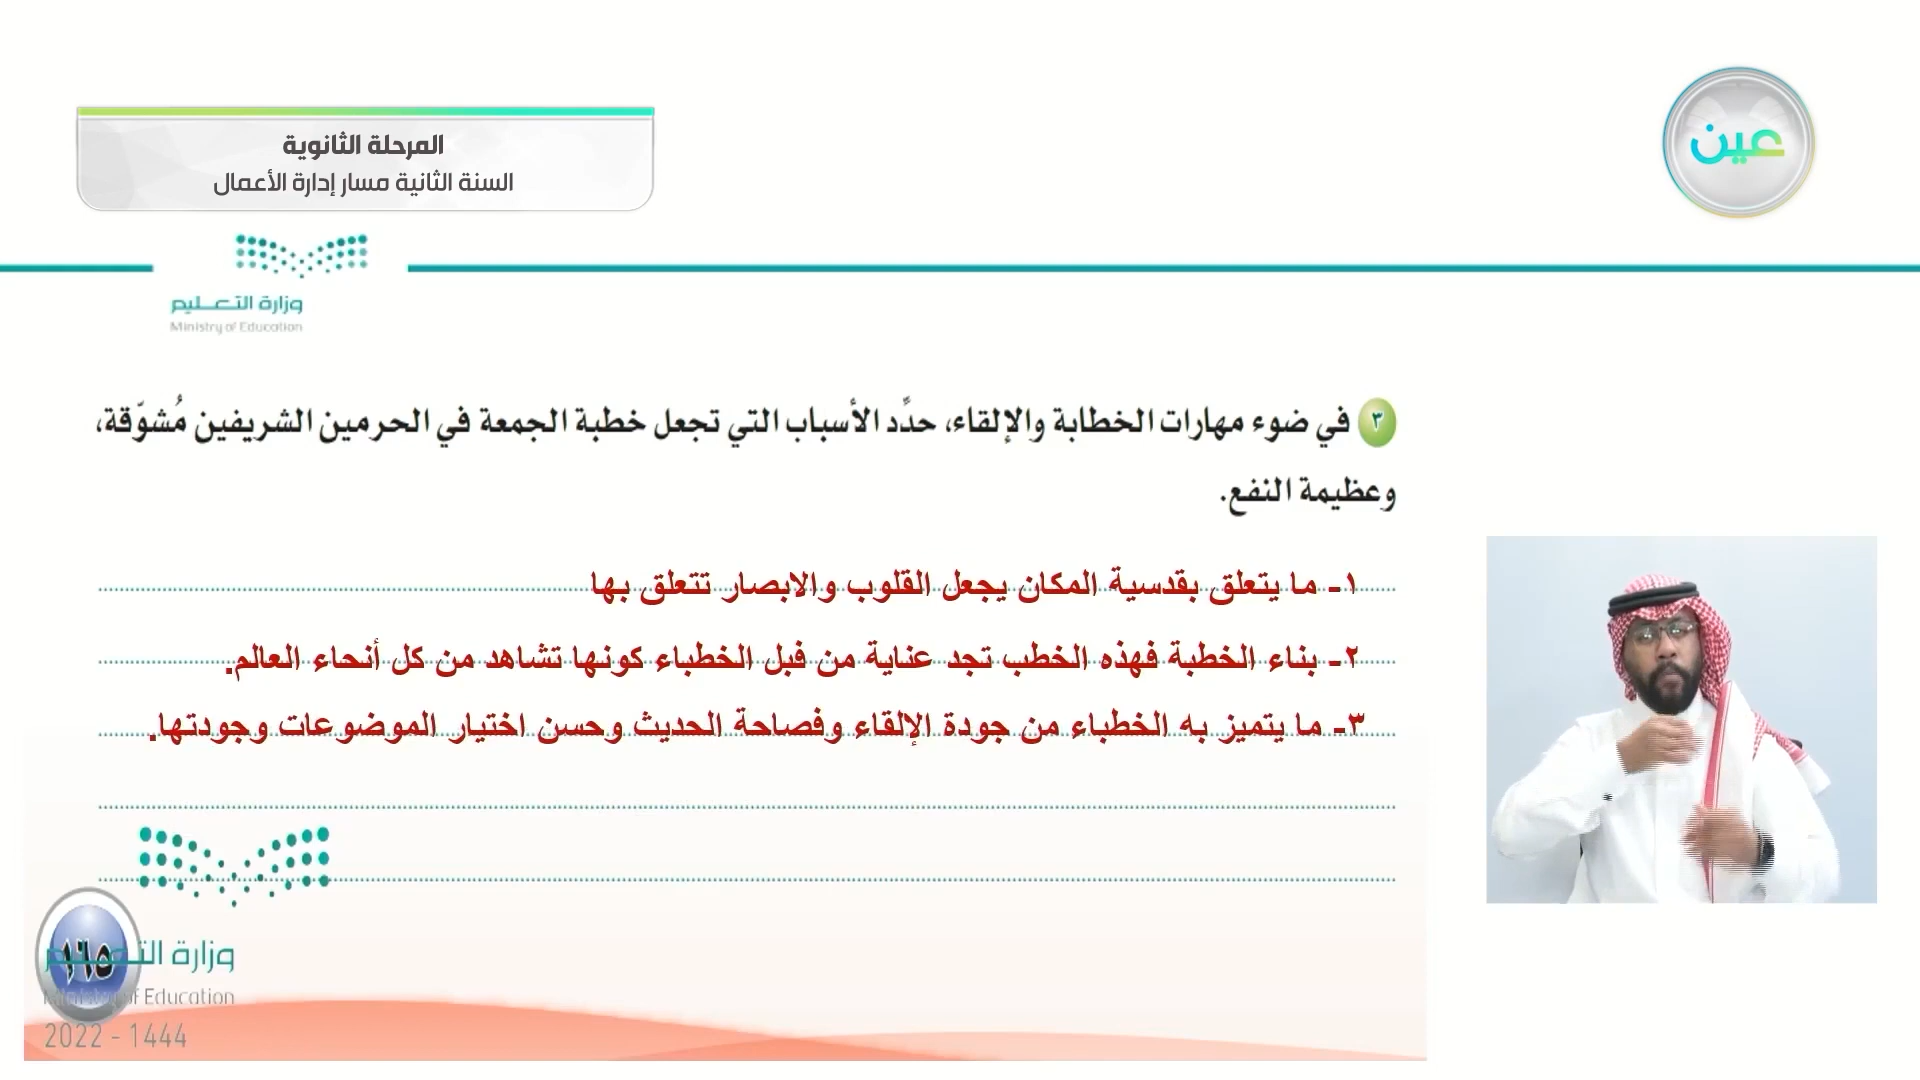 المرحلة الثانوية
السنة الثانية مسار إدارة الأعمال
عين
وزارة التعليم
Ministry of Education
٣ في ضوء مهارات الخطابة والإلقاء، حدِّد الأسباب التي تجعل خطبة الجمعة في الحرمين الشريفين مُشوّقة،
وعظيمة النفع.
١- ما يتعلق بقدسية المكان يجعل القلوب والابصار تتعلق بها
٢- بناء الخطبة فهذه الخطب تجد عناية من قبل الخطباء كونها تشاهد من كل أنحاء العالم.
٣- ما يتميز به الخطباء من جودة الإلقاء وفصاحة الحديث وحسن اختيار الموضوعات وجودتها.
وزارة التعليم
١٦٥
Ministry of Education
2022 - 1444